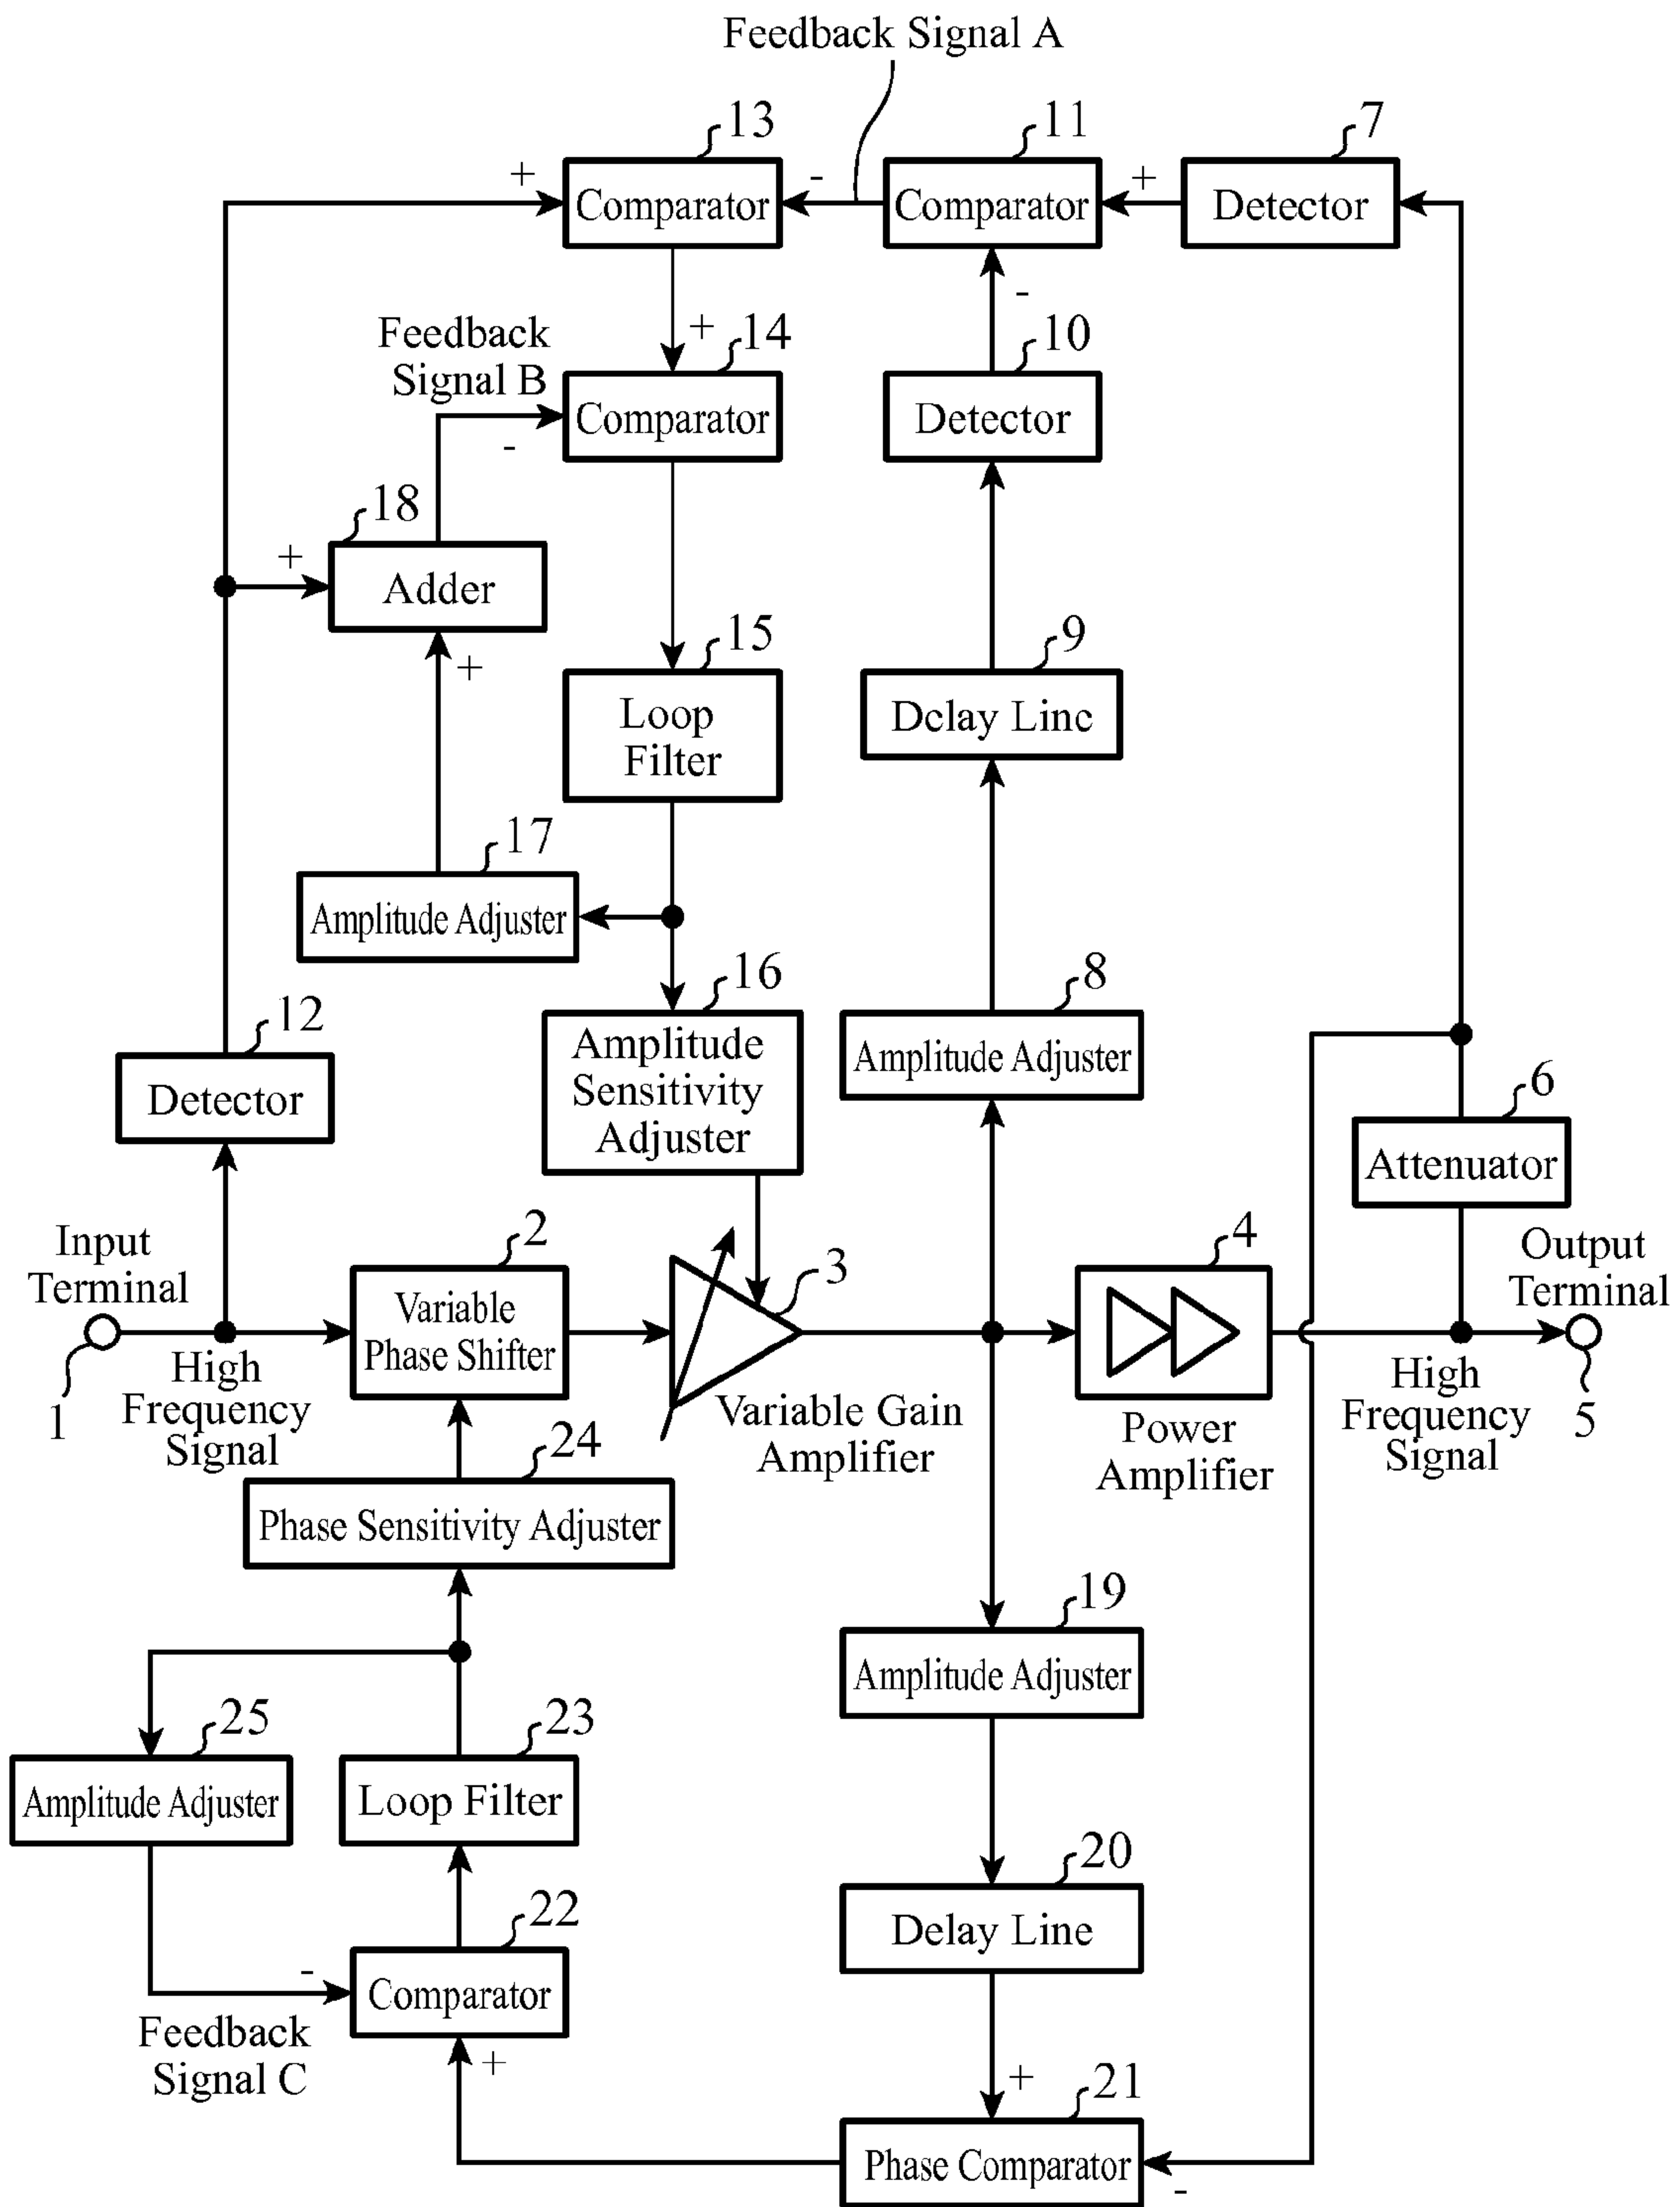 Feedback Signal A
13
11
7
+
Comparator
-
Comparator
+
Detector
-
Feedback
Signal B
+
14
10
Comparator
Detector
-
18
+
Adder
+
15
9
Loop
Filter
Delay Line
17
Amplitude Adjuster
16
8
12
Amplitude
Sensitivity
Adjuster
Amplitude Adjuster
Detector
6
Attenuator
Input
Terminal
2
3
4
Output
Terminal
Variable
Phase Shifter
1
High
Frequency
Signal
Variable Gain
Amplifier
Power
Amplifier
High
Frequency
Signal
5
24
Phase Sensitivity Adjuster
19
Amplitude Adjuster
25
23
Amplitude Adjuster
Loop Filter
20
Delay Line
22
-
Comparator
Feedback
Signal C
+
+
21
Phase Comparator
-